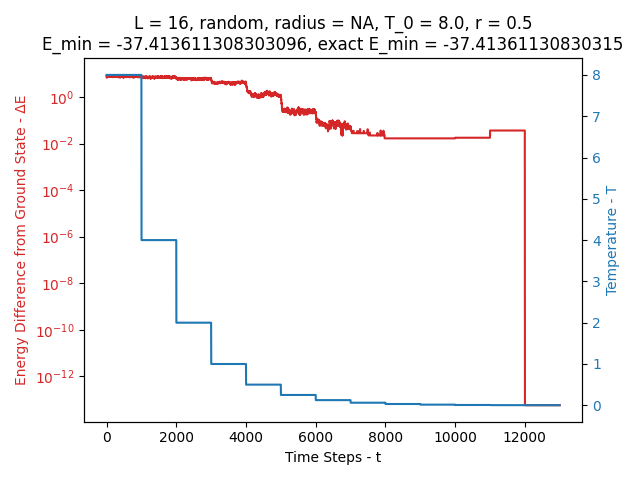 L = 16, random, radius = NA, T_0 = 8.0, r = 0.5
E_min = -37.413611308303096, exact E_min = -37.41361130830315
10⁰
10⁻²
10⁻⁴
10⁻⁶
10⁻⁸
10⁻¹⁰
10⁻¹²
Energy Difference from Ground State - ΔE
8
7
6
5
4
3
2
1
0
Temperature - T
0 2000 4000 6000 8000 10000 12000
Time Steps - t